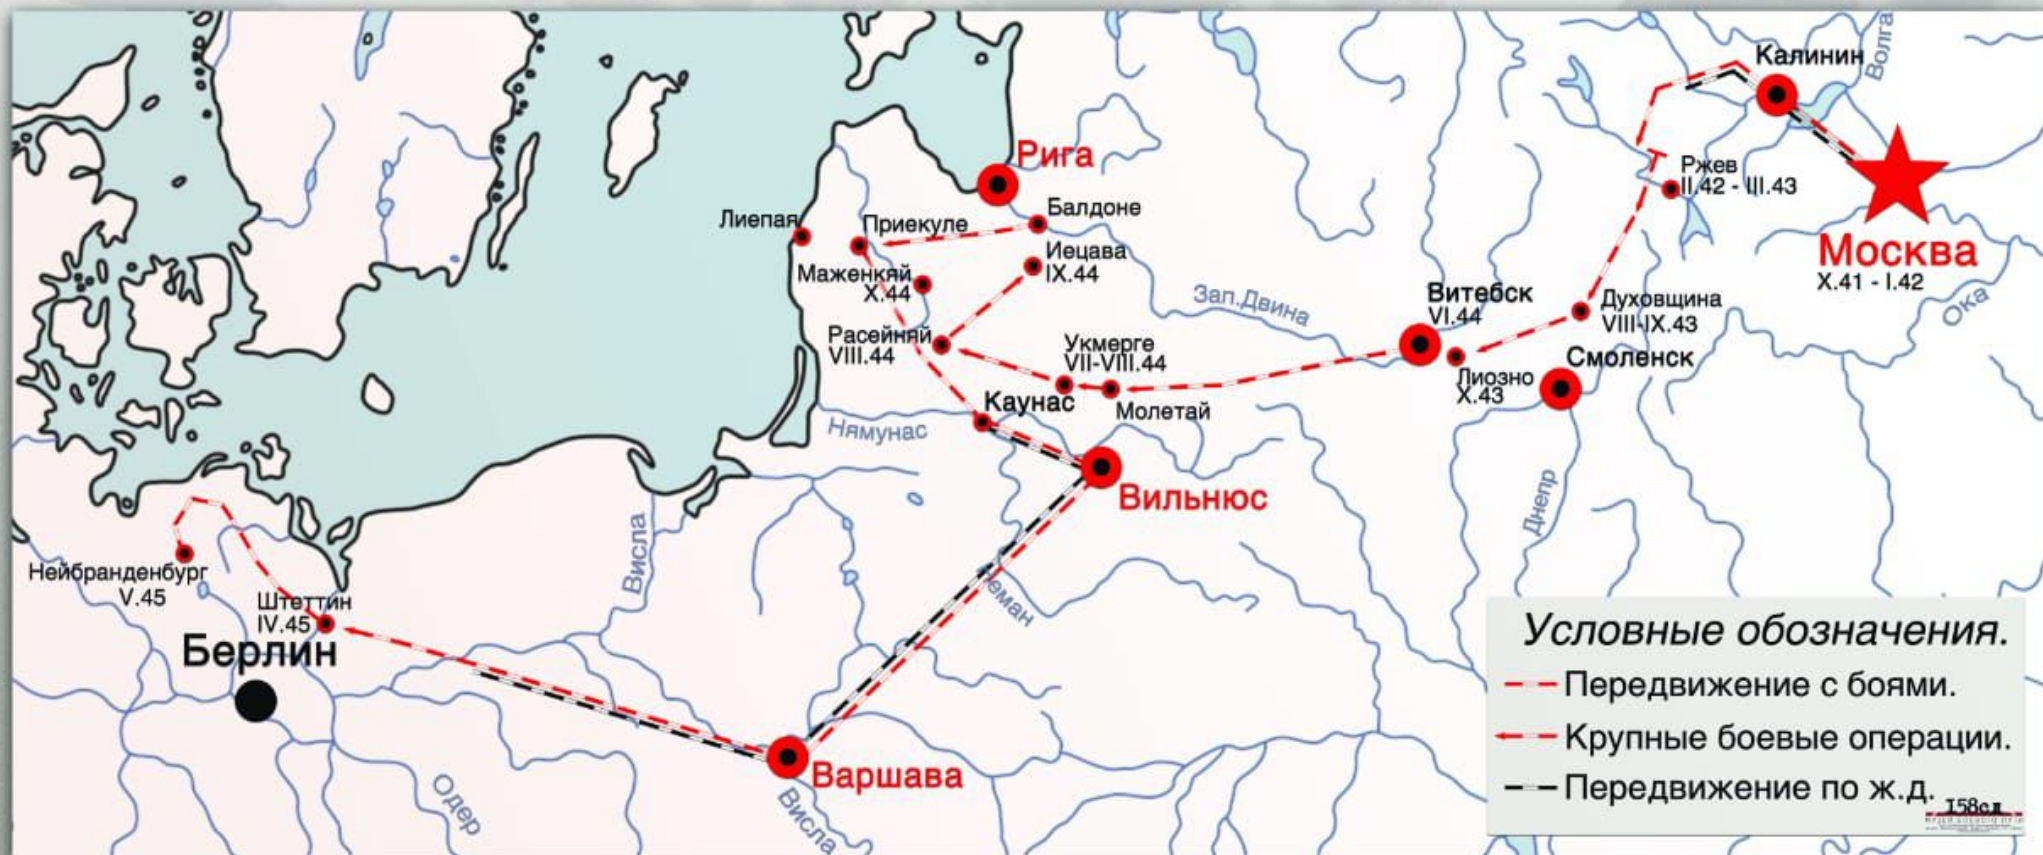 Калинин
Волга
Рига
Ржев
II.42 - III.43
Москва
X.41 - I.42
Ока
Лиепая
Приекуле
Балдоне
Иецава
IX.44
Маженкяй
X.44
Зап.Двина
Витебск
VI.44
Духовщина
VIII-IX.43
Расейняй
VIII.44
Укмерге
VII-VIII.44
Смоленск
Лиозно
X.43
Каунас
Молетай
Нямунас
Вильнюс
Днепр
Висла
Неман
Нейбранденбург
V.45
Штеттин
IV.45
Берлин
Варшава
Одер
Висла
Условные обозначения.
Передвижение с боями.
Крупные боевые операции.
Передвижение по ж.д.
158сд